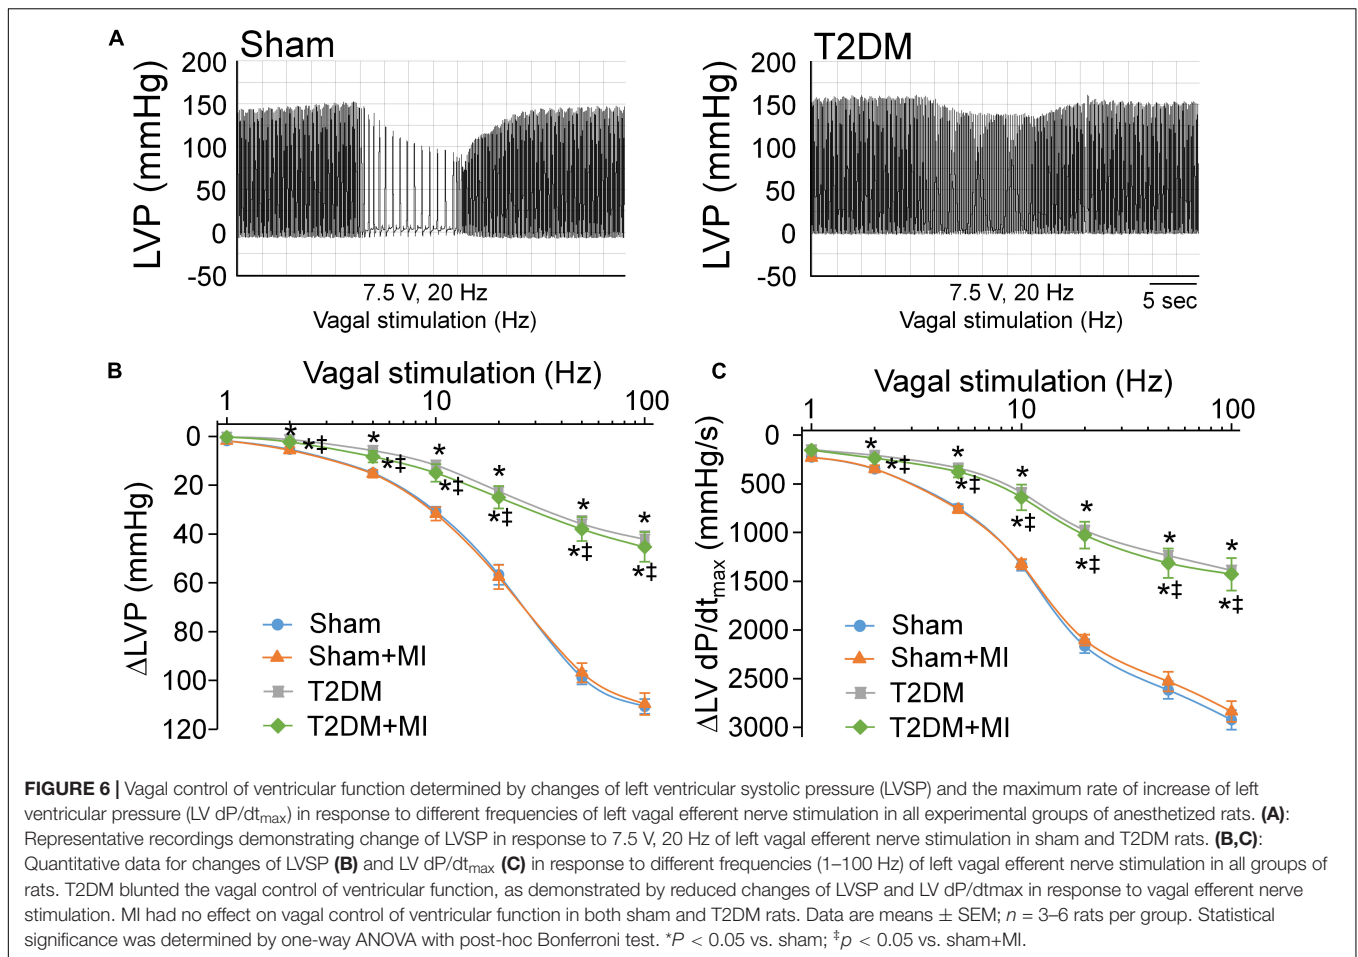 A
Sham
T2DM
200
150
100
50
0
-50
LVP (mmHg)
200
150
100
50
0
-50
LVP (mmHg)
7.5 V, 20 Hz
Vagal stimulation (Hz)
7.5 V, 20 Hz
5 sec
Vagal stimulation (Hz)
B
Vagal stimulation (Hz)
1 10 100
0
20
40
60
80
100
120
ΔLVP (mmHg)
* * * * * *
*‡ *‡ *‡ *‡ *‡ *‡
Sham
Sham+MI
T2DM
T2DM+MI
C
Vagal stimulation (Hz)
1 10 100
0
500
1000
1500
2000
2500
3000
ΔLV dP/dtmax (mmHg/s)
* * * * * *
*‡ *‡ *‡ *‡ *‡ *‡
Sham
Sham+MI
T2DM
T2DM+MI
FIGURE 6 | Vagal control of ventricular function determined by changes of left ventricular systolic pressure (LVSP) and the maximum rate of increase of left
ventricular pressure (LV dP/dtmax) in response to different frequencies of left vagal efferent nerve stimulation in all experimental groups of anesthetized rats. (A):
Representative recordings demonstrating change of LVSP in response to 7.5 V, 20 Hz of left vagal efferent nerve stimulation in sham and T2DM rats. (B,C):
Quantitative data for changes of LVSP (B) and LV dP/dtmax (C) in response to different frequencies (1–100 Hz) of left vagal efferent nerve stimulation in all groups of
rats. T2DM blunted the vagal control of ventricular function, as demonstrated by reduced changes of LVSP and LV dP/dtmax in response to vagal efferent nerve
stimulation. MI had no effect on vagal control of ventricular function in both sham and T2DM rats. Data are means ± SEM; n = 3–6 rats per group. Statistical
significance was determined by one-way ANOVA with post-hoc Bonferroni test. *P < 0.05 vs. sham; ‡p < 0.05 vs. sham+MI.